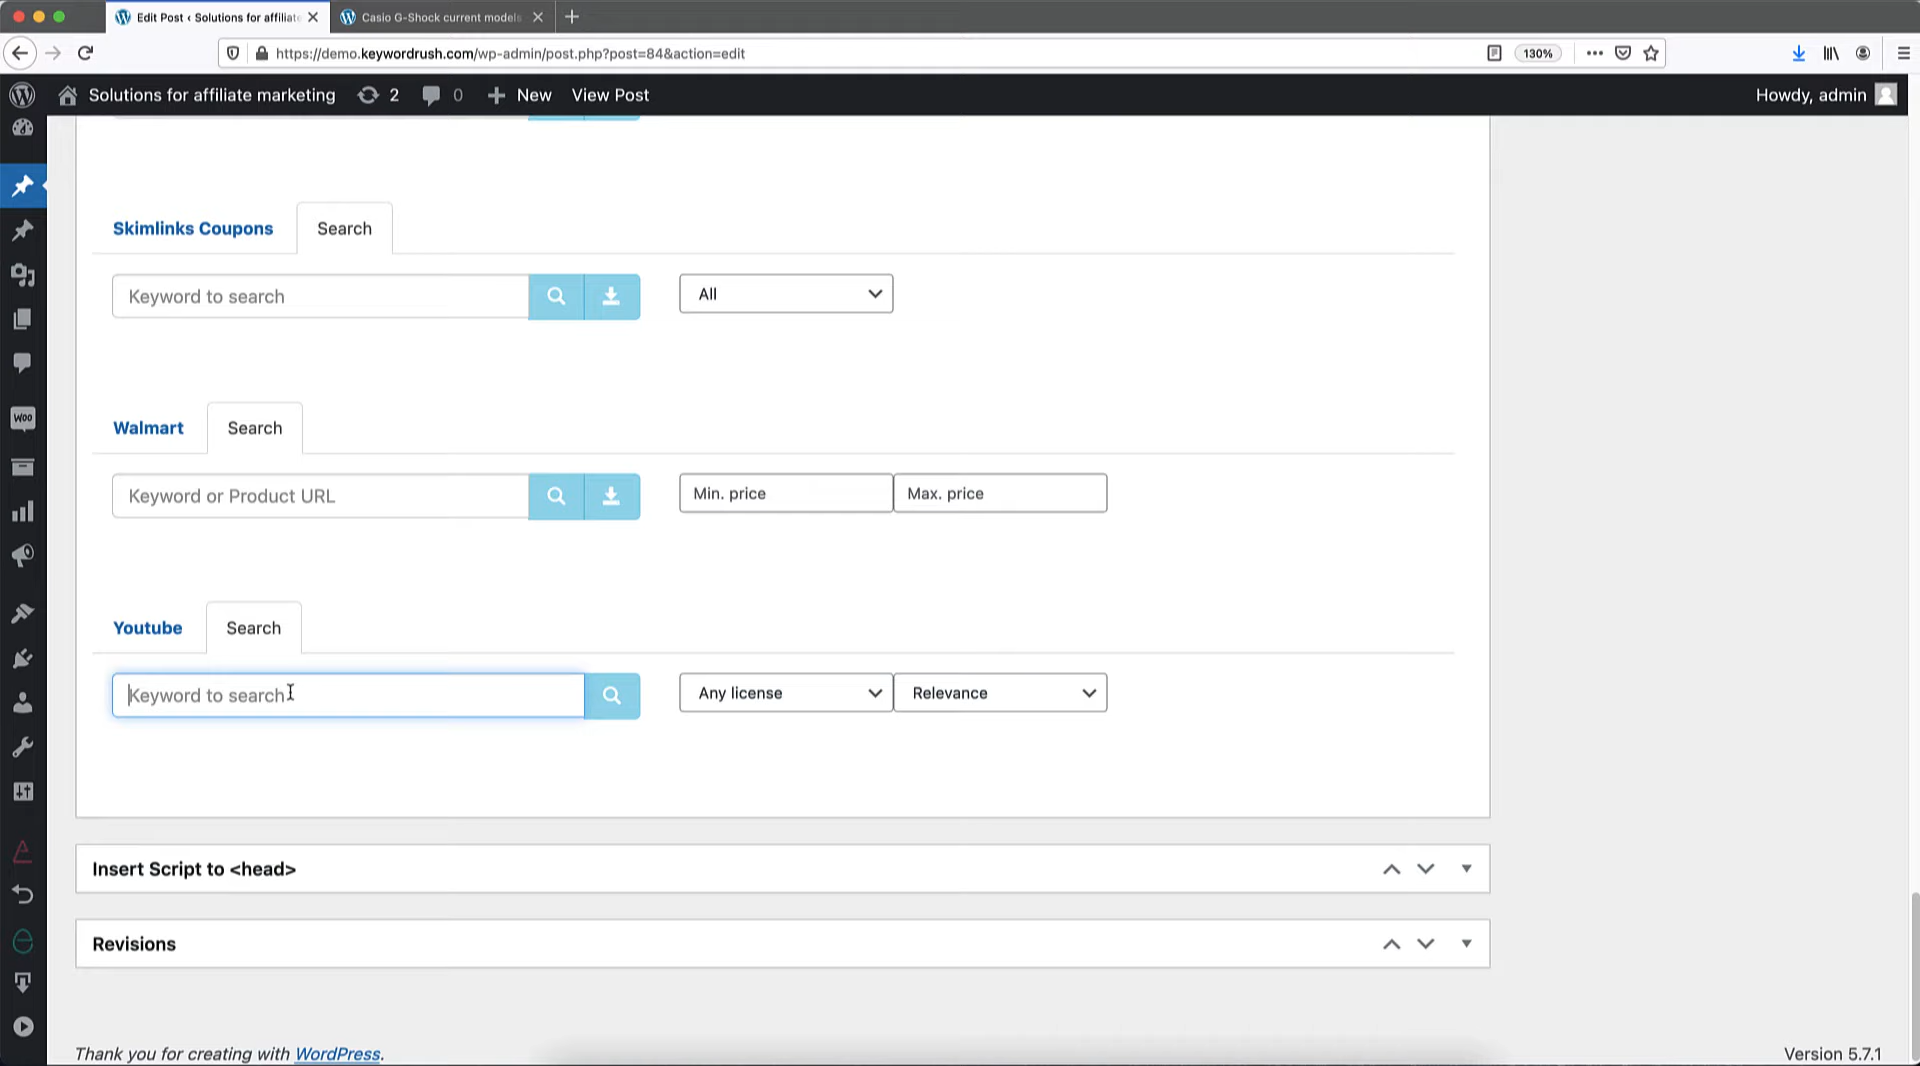 Edit Post ‹ Solutions for affiliate
Casio G-Shock current models
https://demo.keywordrush.com/wp-admin/post.php?post=84&action=edit
130%
Solutions for affiliate marketing
2
0
New
View Post
Howdy, admin
Skimlinks Coupons
Search
Keyword to search
All
Walmart
Search
Keyword or Product URL
Min. price
Max. price
Woo
Youtube
Search
Keyword to search
Any license
Relevance
Insert Script to <head>
Revisions
Thank you for creating with WordPress.
Version 5.7.1